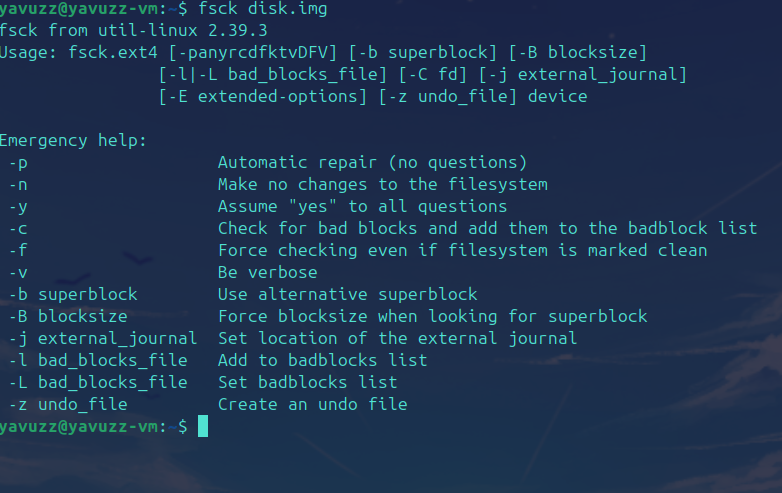 yavuzz@yavuzz-vm:~$ fsck disk.img
fsck from util-linux 2.39.3
Usage: fsck.ext4 [-panyrcdfktvDFV] [-b superblock] [-B blocksize]
                [-l|-L bad_blocks_file] [-C fd] [-j external_journal]
                [-E extended-options] [-z undo_file] device

Emergency help:
 -p                   Automatic repair (no questions)
 -n                   Make no changes to the filesystem
 -y                   Assume "yes" to all questions
 -c                   Check for bad blocks and add them to the badblock list
 -f                   Force checking even if filesystem is marked clean
 -v                   Be verbose
 -b superblock        Use alternative superblock
 -B blocksize         Force blocksize when looking for superblock
 -j external_journal  Set location of the external journal
 -l bad_blocks_file   Add to badblocks list
 -L bad_blocks_file   Set badblocks list
 -z undo_file         Create an undo file
yavuzz@yavuzz-vm:~$